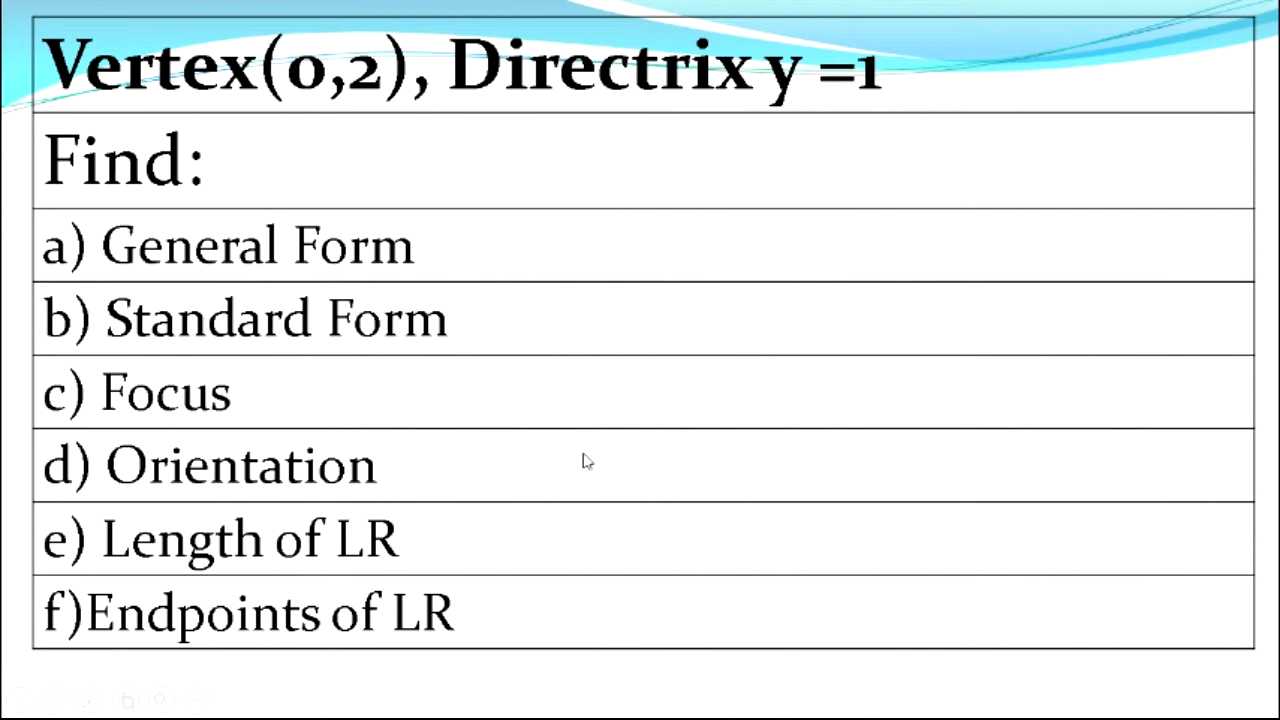 Vertex(0,2), Directrix y =1
Find:
a) General Form
b) Standard Form
c) Focus
d) Orientation
e) Length of LR
f)Endpoints of LR